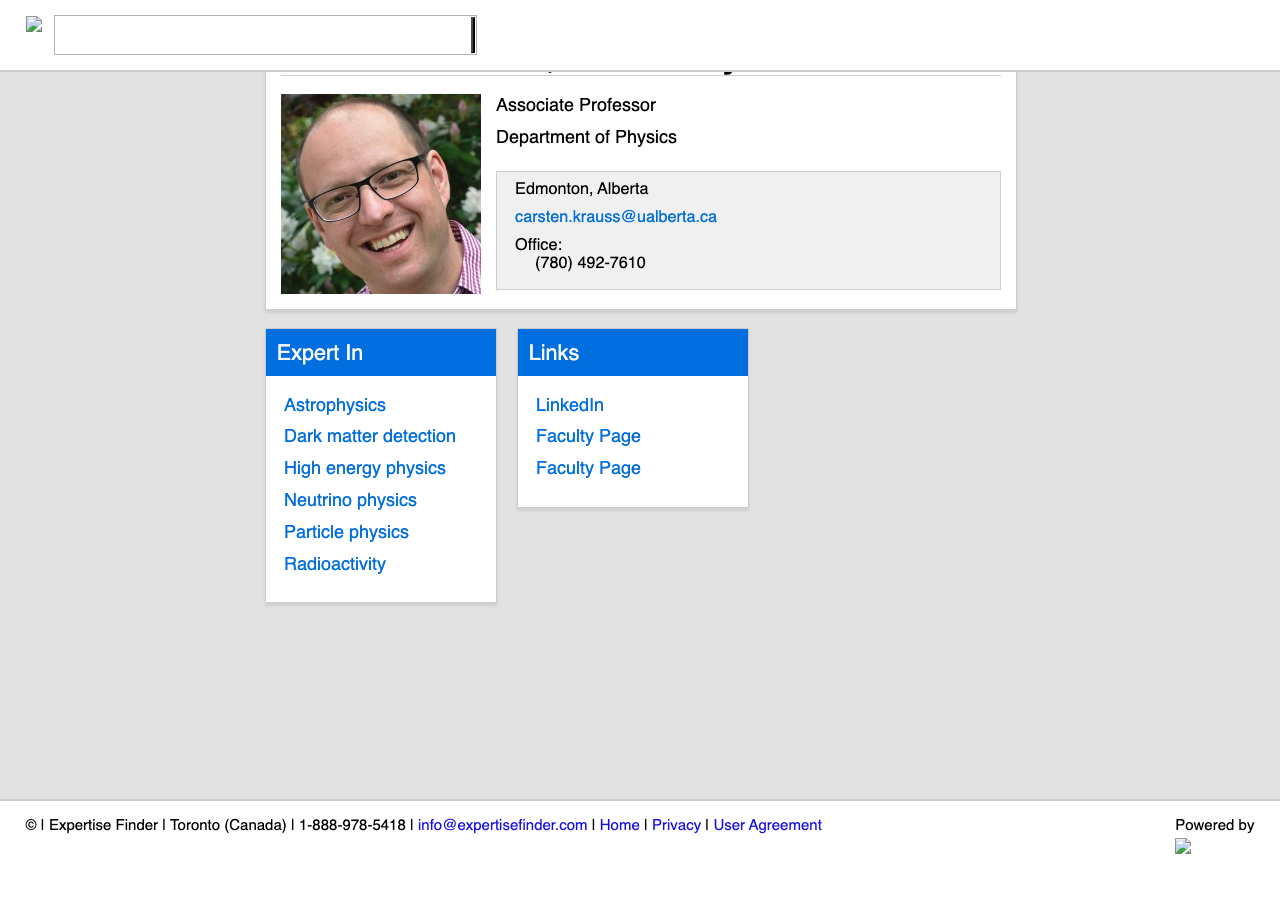 Associate Professor
Department of Physics
Edmonton, Alberta
carsten.krauss@ualberta.ca
Office:
(780) 492-7610
Expert In
Astrophysics
Dark matter detection
High energy physics
Neutrino physics
Particle physics
Radioactivity
Links
LinkedIn
Faculty Page
Faculty Page
© | Expertise Finder | Toronto (Canada) | 1-888-978-5418 | info@expertisefinder.com | Home | Privacy | User Agreement
Powered by